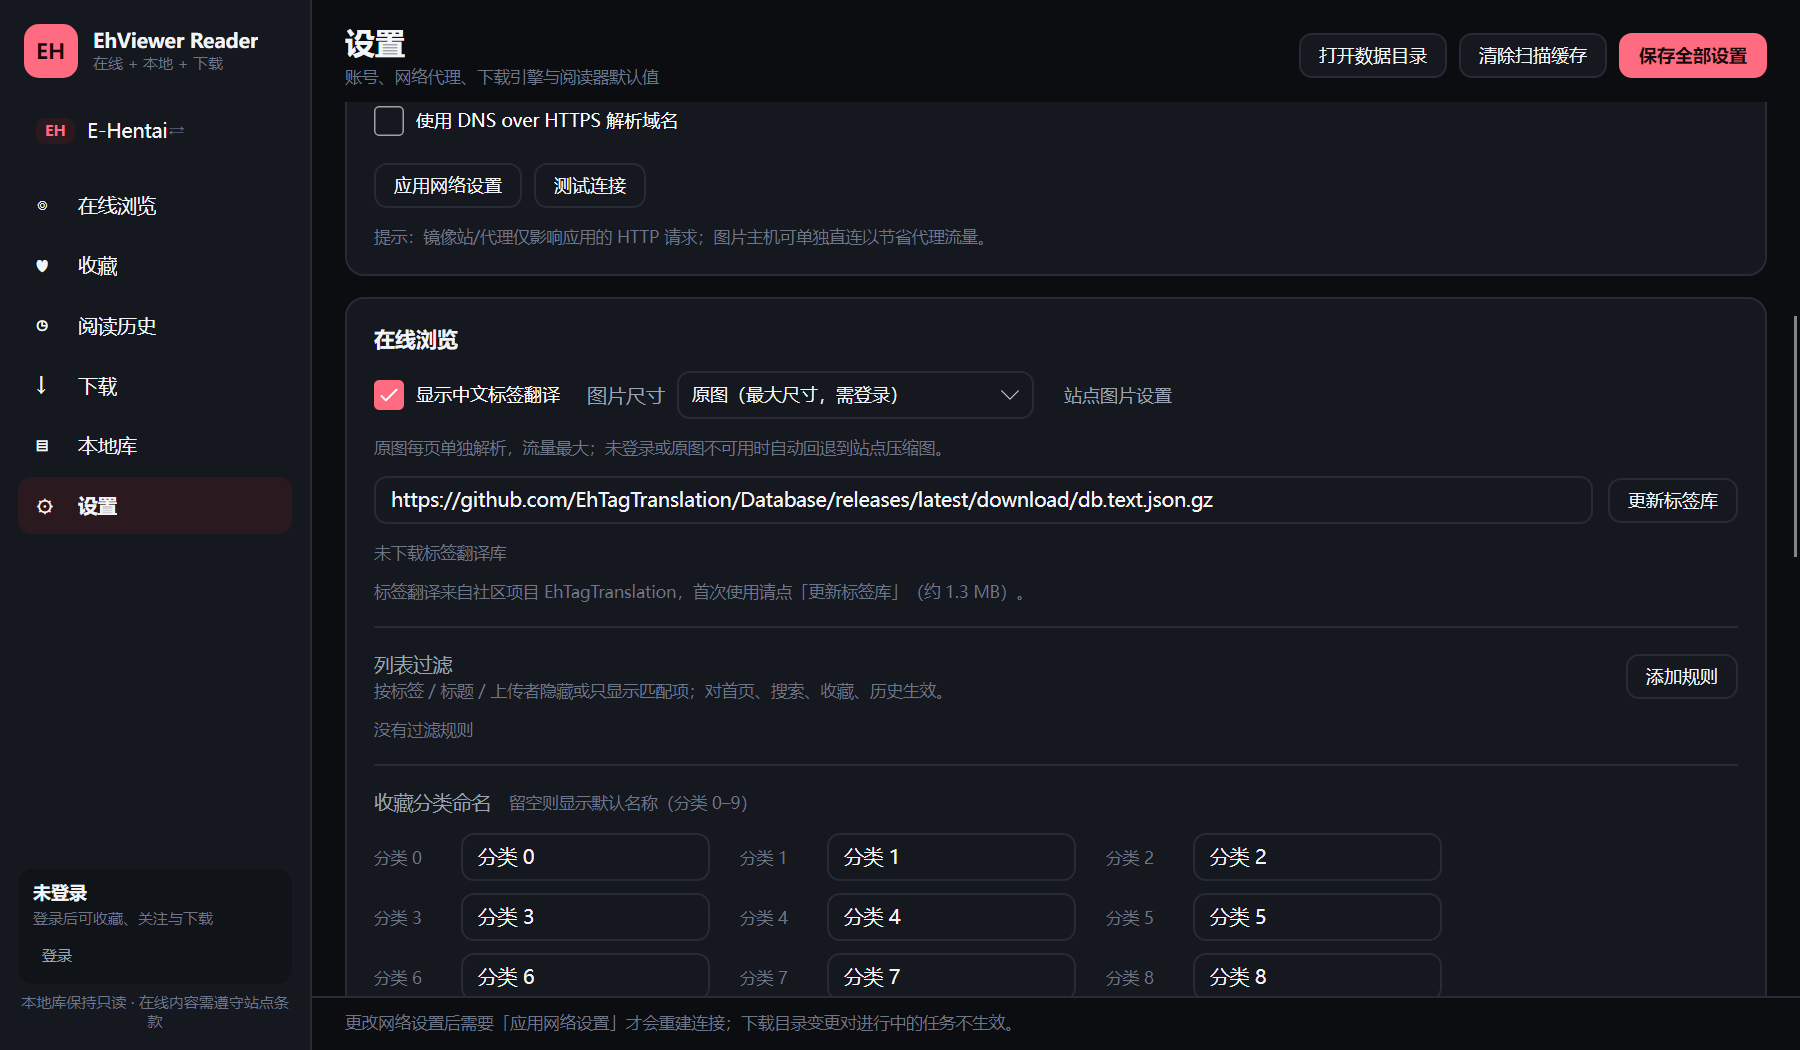 EH
EhViewer Reader
在线 + 本地 + 下载
EH
E-Hentai
在线浏览
收藏
阅读历史
下载
本地库
设置
未登录
登录后可收藏、关注与下载
登录
本地库保持只读 · 在线内容需遵守站点条
款
设置
账号、网络代理、下载引擎与阅读器默认值
打开数据目录
清除扫描缓存
保存全部设置
使用 DNS over HTTPS 解析域名
应用网络设置
测试连接
提示：镜像站/代理仅影响应用的 HTTP 请求；图片主机可单独直连以节省代理流量。
在线浏览
显示中文标签翻译
图片尺寸
原图（最大尺寸，需登录）
站点图片设置
原图每页单独解析，流量最大；未登录或原图不可用时自动回退到站点压缩图。
https://github.com/EhTagTranslation/Database/releases/latest/download/db.text.json.gz
更新标签库
未下载标签翻译库
标签翻译来自社区项目 EhTagTranslation，首次使用请点「更新标签库」（约 1.3 MB）。
列表过滤
按标签 / 标题 / 上传者隐藏或只显示匹配项；对首页、搜索、收藏、历史生效。
添加规则
没有过滤规则
收藏分类命名 留空则显示默认名称（分类 0–9）
分类 0 分类 0 分类 1 分类 1 分类 2 分类 2
分类 3 分类 3 分类 4 分类 4 分类 5 分类 5
分类 6 分类 6 分类 7 分类 7 分类 8 分类 8
更改网络设置后需要「应用网络设置」才会重建连接；下载目录变更对进行中的任务不生效。